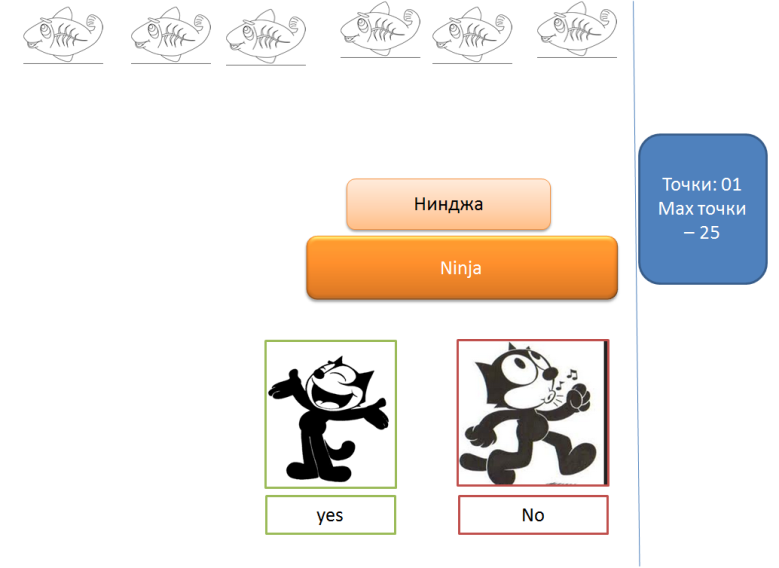 Нинджа
Ninja
Точки: 01
Max точки
– 25
yes
No